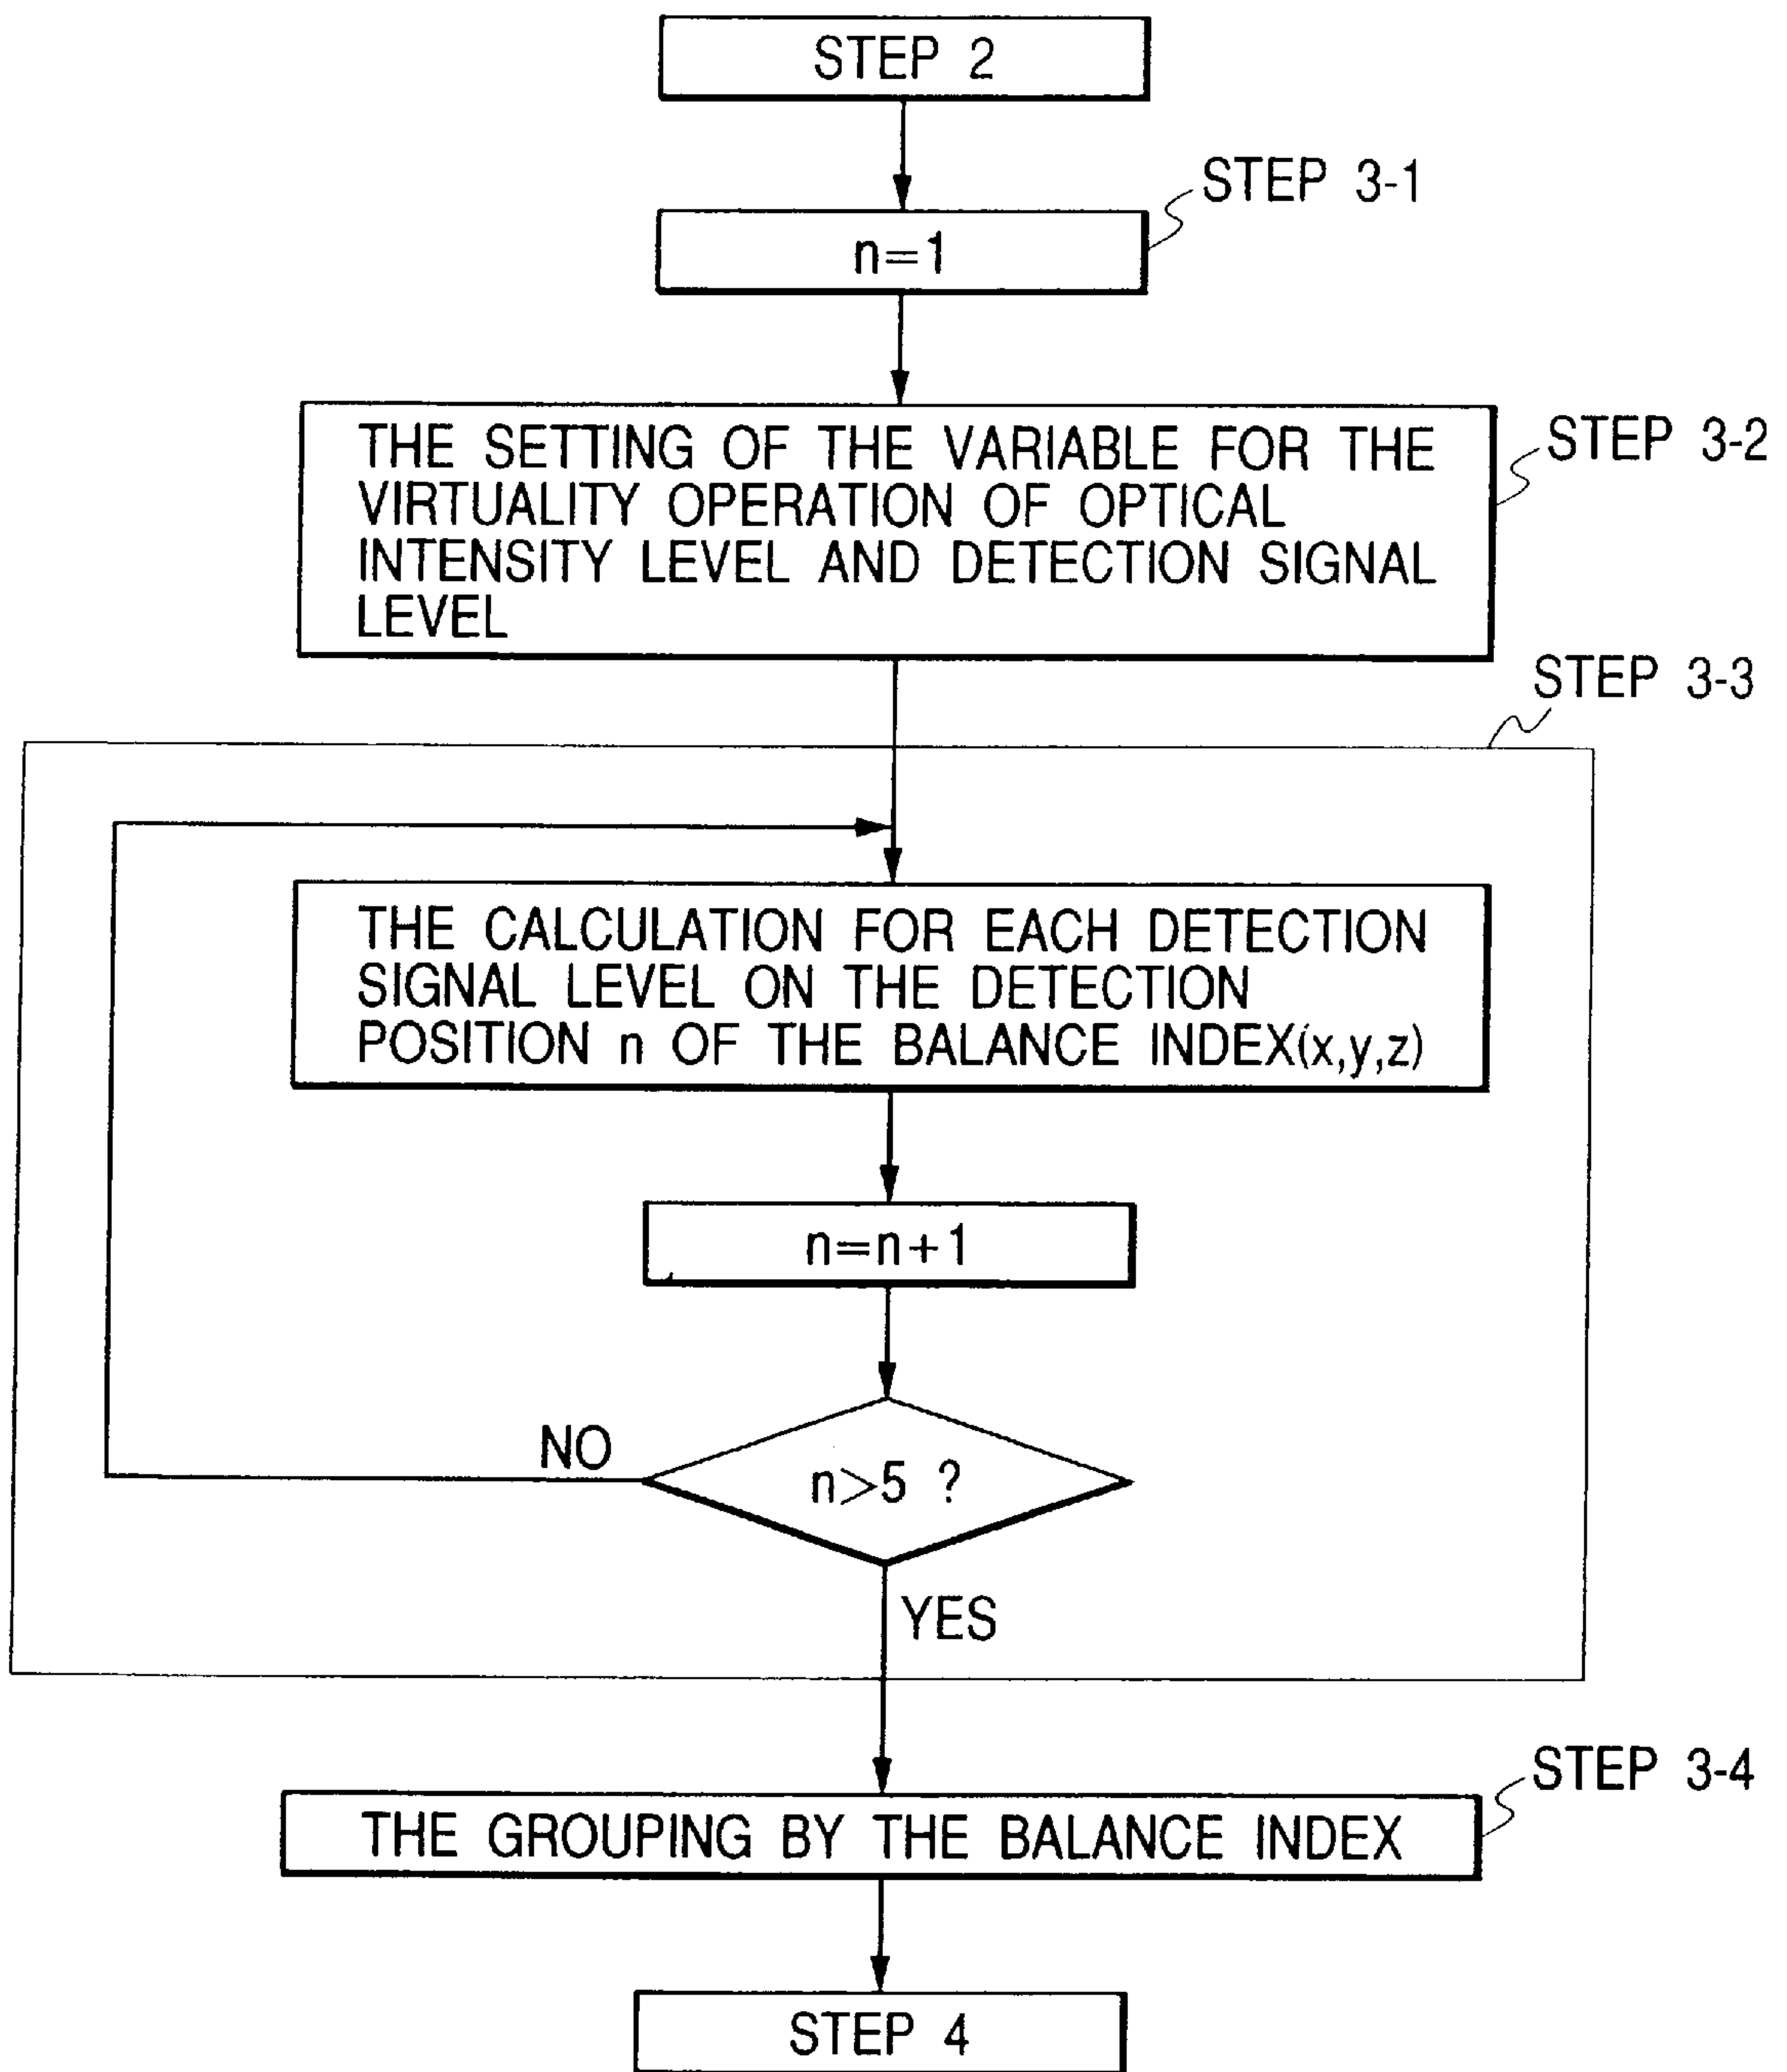 STEP 2
STEP 3-1
n=1
THE SETTING OF THE VARIABLE FOR THE
VIRTUALITY OPERATION OF OPTICAL
INTENSITY LEVEL AND DETECTION SIGNAL
LEVEL
STEP 3-2
STEP 3-3
THE CALCULATION FOR EACH DETECTION
SIGNAL LEVEL ON THE DETECTION
POSITION n OF THE BALANCE INDEX(x,y,z)
n=n+1
NO
n>5 ?
YES
STEP 3-4
THE GROUPING BY THE BALANCE INDEX
STEP 4